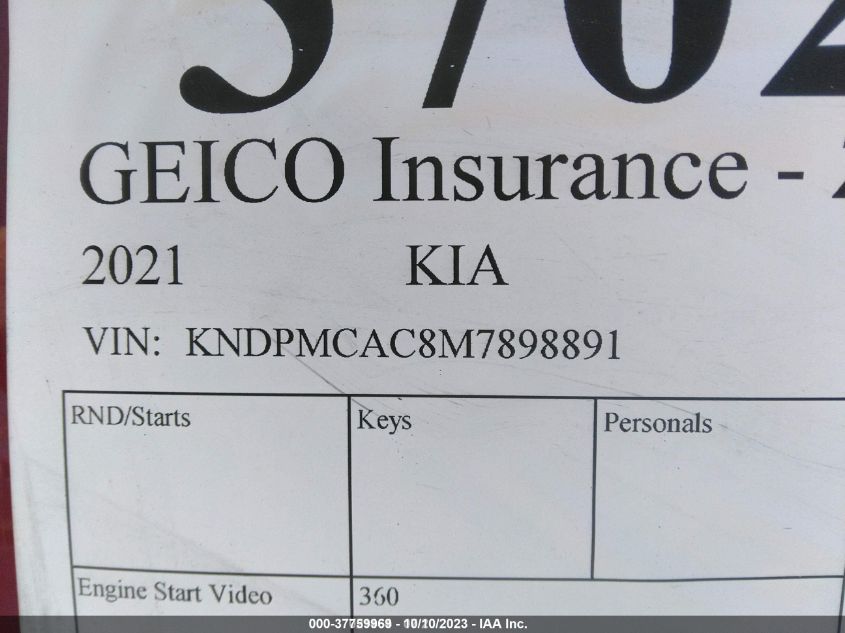 GEICO Insurance -
2021 KIA
VIN: KNDPMCAC8M7898891
RND/Starts Keys Personals
Engine Start Video 360
000-37759969 - 10/10/2023 - IAA Inc.